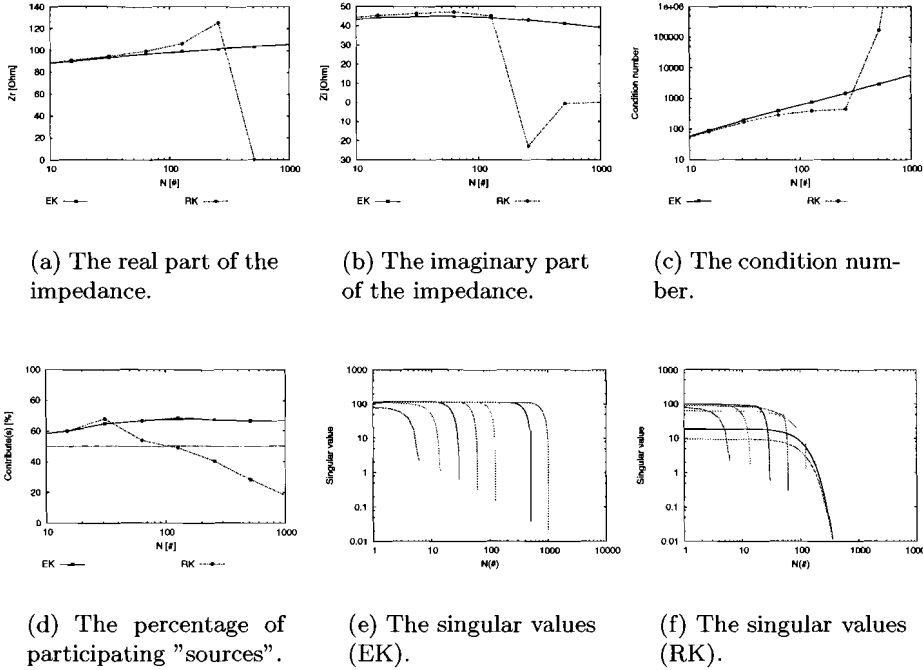 140
120
100
80
60
40
20
0
Zr [Ohm]
10
100
1000
N [#]
EK
RK
50
40
30
20
10
0
10
20
30
Zi [Ohm]
10
100
1000
N [#]
EK
RK
1e+06
100000
10000
1000
100
10
Condition number
10
100
1000
N [#]
EK
RK
(a) The real part of the
impedance.
(b) The imaginary part
of the impedance.
(c) The condition num-
ber.
100
80
60
40
20
0
Contribute(s) [%]
10
100
1000
N [#]
EK
RK
1000
100
10
1
0.1
0.01
Singular value
1
10
100
1000
10000
N(#)
1000
100
10
1
0.1
0.01
Singular value
1
10
100
1000
10000
N(#)
(d) The percentage of
participating "sources".
(e) The singular values
(EK).
(f) The singular values
(RK).